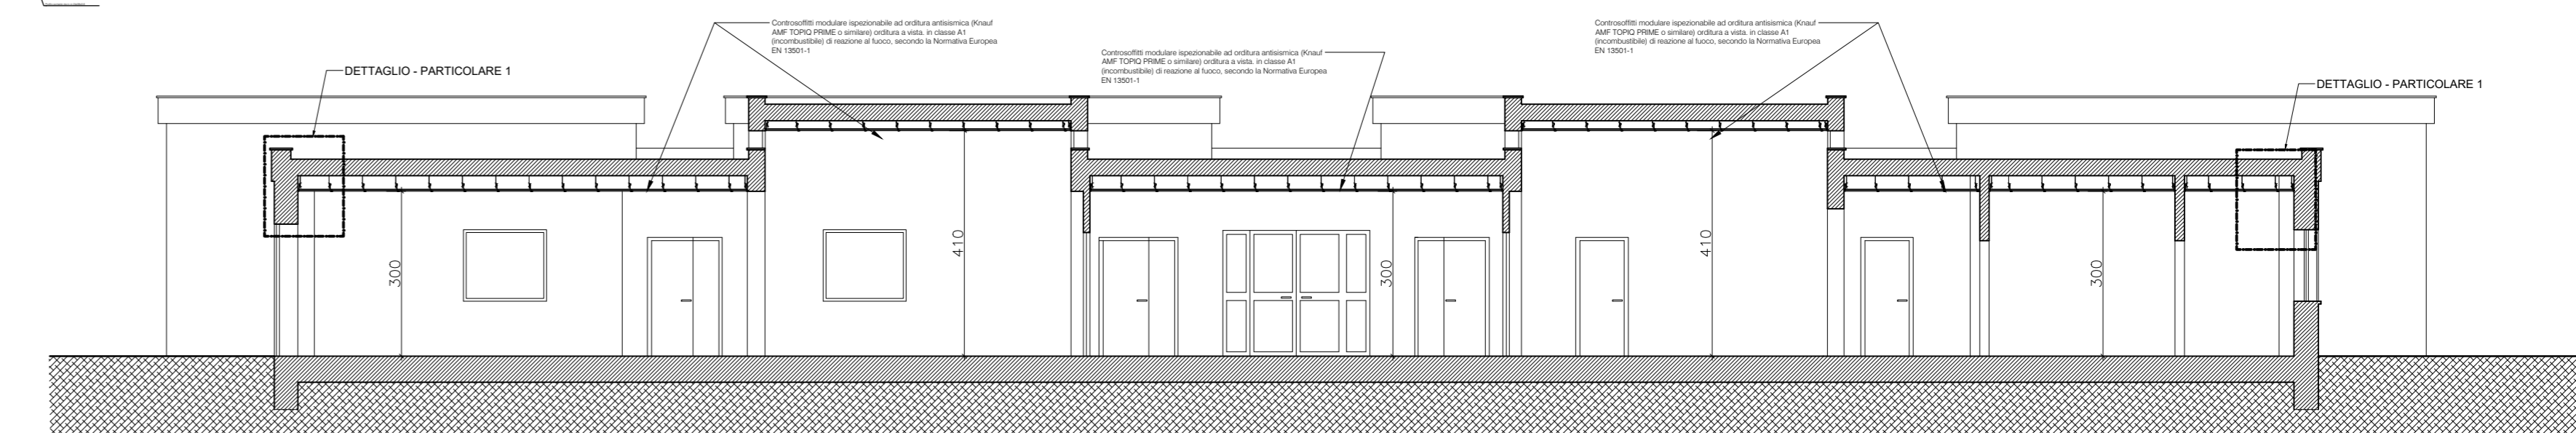 Controsoffitti modulare ispezionabile ad orditura antisismica (Knauf
AMF TOPIQ PRIME o similare) orditura a vista. in classe A1
(incombustibile) di reazione al fuoco, secondo la Normativa Europea
EN 13501-1
Controsoffitti modulare ispezionabile ad orditura antisismica (Knauf
AMF TOPIQ PRIME o similare) orditura a vista. in classe A1
(incombustibile) di reazione al fuoco, secondo la Normativa Europea
EN 13501-1
Controsoffitti modulare ispezionabile ad orditura antisismica (Knauf
AMF TOPIQ PRIME o similare) orditura a vista. in classe A1
(incombustibile) di reazione al fuoco, secondo la Normativa Europea
EN 13501-1
DETTAGLIO - PARTICOLARE 1
DETTAGLIO - PARTICOLARE 1
300
410
300
410
300